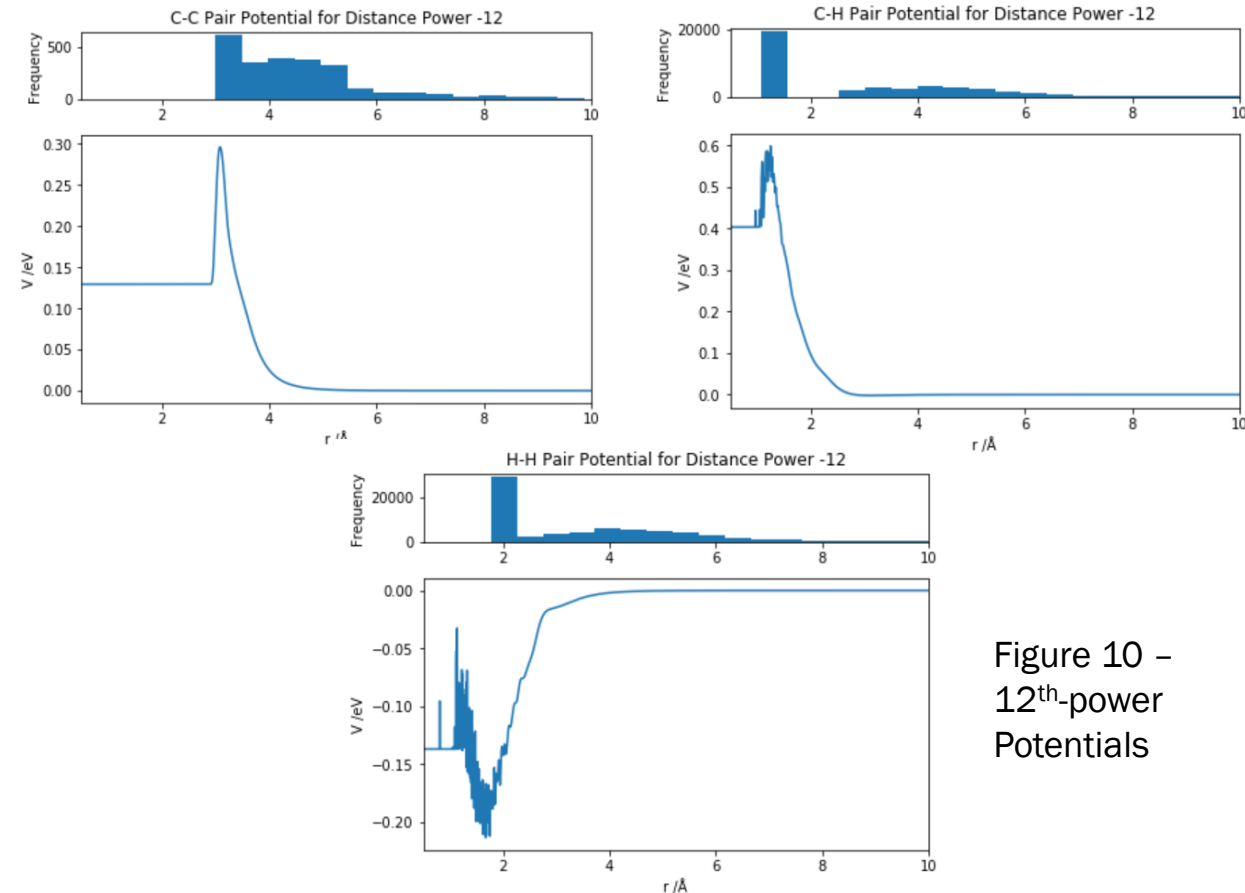 C-C Pair Potential for Distance Power -12
Frequency
500
0
2 4 6 8 10
V /eV
0.30
0.25
0.20
0.15
0.10
0.05
0.00
2 4 6 8 10
r /Å
C-H Pair Potential for Distance Power -12
Frequency
20000
0
2 4 6 8 10
V /eV
0.6
0.5
0.4
0.3
0.2
0.1
0.0
2 4 6 8 10
r /Å
H-H Pair Potential for Distance Power -12
Frequency
20000
0
2 4 6 8 10
V /eV
0.00
−0.05
−0.10
−0.15
−0.20
2 4 6 8 10
r /Å
Figure 10 –
12th-power
Potentials